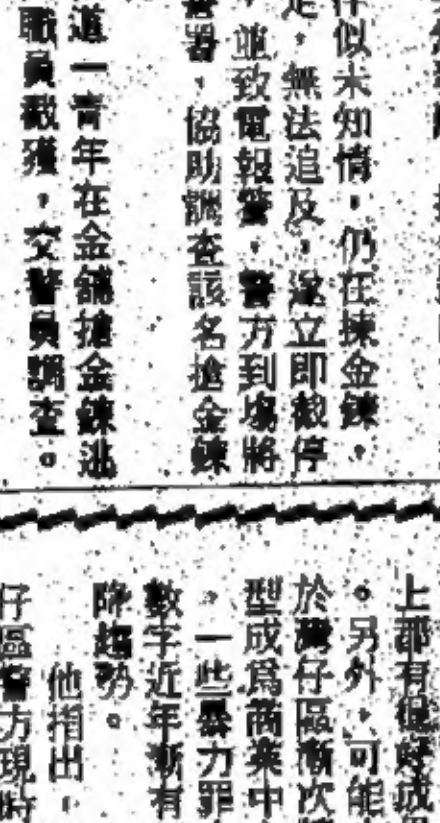 似未知情，仍在揀金鍊。
，無法追及，遂立即截停
，並致電報警，警方到場將
器，協助調查該名搶金鍊
道一青年在金舖搶金鍊逃
職員截獲，交警員調查。
上都有很好成
。另外，可能
於灣仔區漸次
型成為商業中
，一些暴力罪
數字近年漸有
降趨勢。
他指出，
仔區警方現時